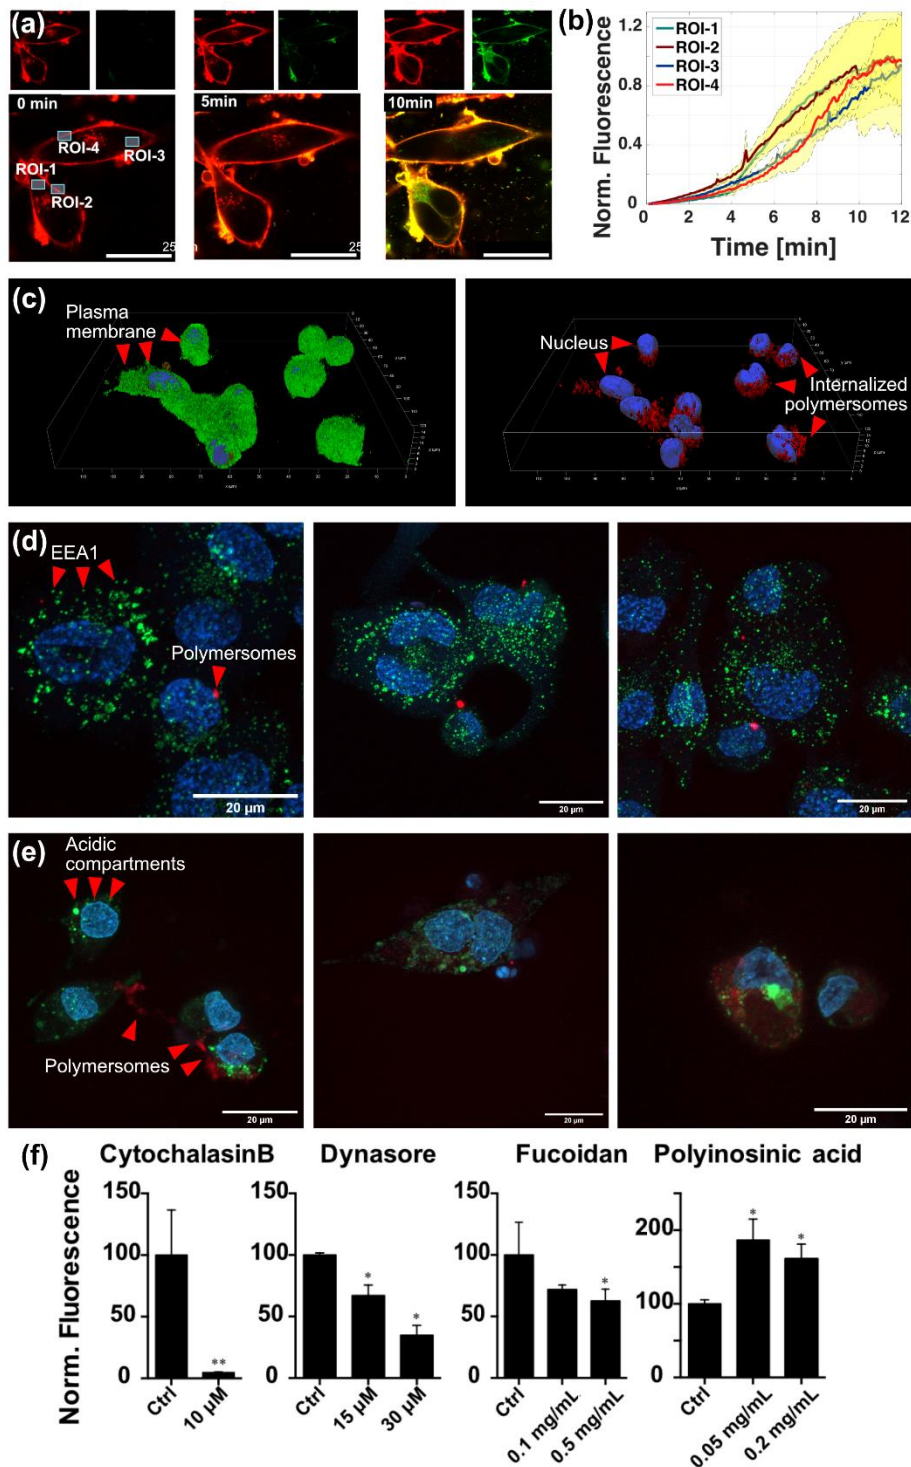 (a)
0 min
5min
10min
ROI-4
ROI-3
ROI-1
ROI-2
25
25
(b)
Norm. Fluorescence
1.2
0.8
0.4
0
0 2 4 6 8 10 12
Time [min]
ROI-1
ROI-2
ROI-3
ROI-4
(c)
Plasma
membrane
Nucleus
Internalized
polymersomes
(d)
EEA1
Polymersomes
20 µm
20 µm
20 µm
(e)
Acidic
compartments
Polymersomes
20 µm
20 µm
20 µm
(f)
CytochalasinB
Dynasore
Fucoidan
Polyinosinic acid
Norm. Fluorescence
150
100
50
0
**
Ctrl
10 µM
150
100
50
0
*
*
Ctrl
15 µM
30 µM
150
100
50
0
*
Ctrl
0.1 mg/mL
0.5 mg/mL
200
100
0
*
*
Ctrl
0.05 mg/mL
0.2 mg/mL